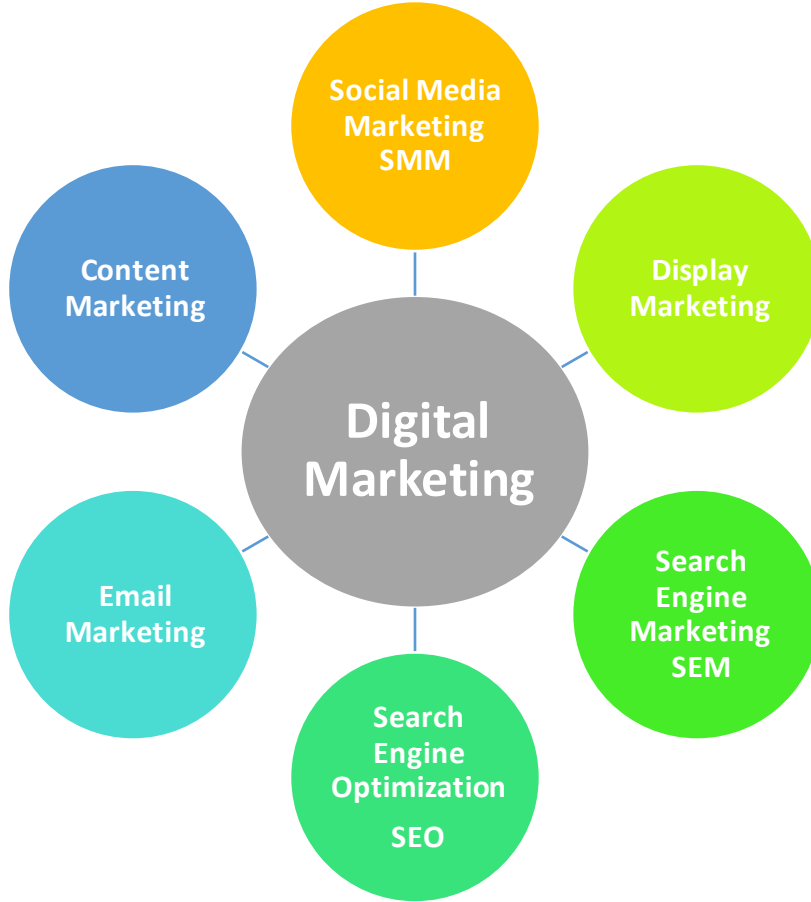 Social Media
Marketing
SMM
Display
Marketing
Search
Engine
Marketing
SEM
Search
Engine
Optimization
SEO
Email
Marketing
Content
Marketing
Digital
Marketing